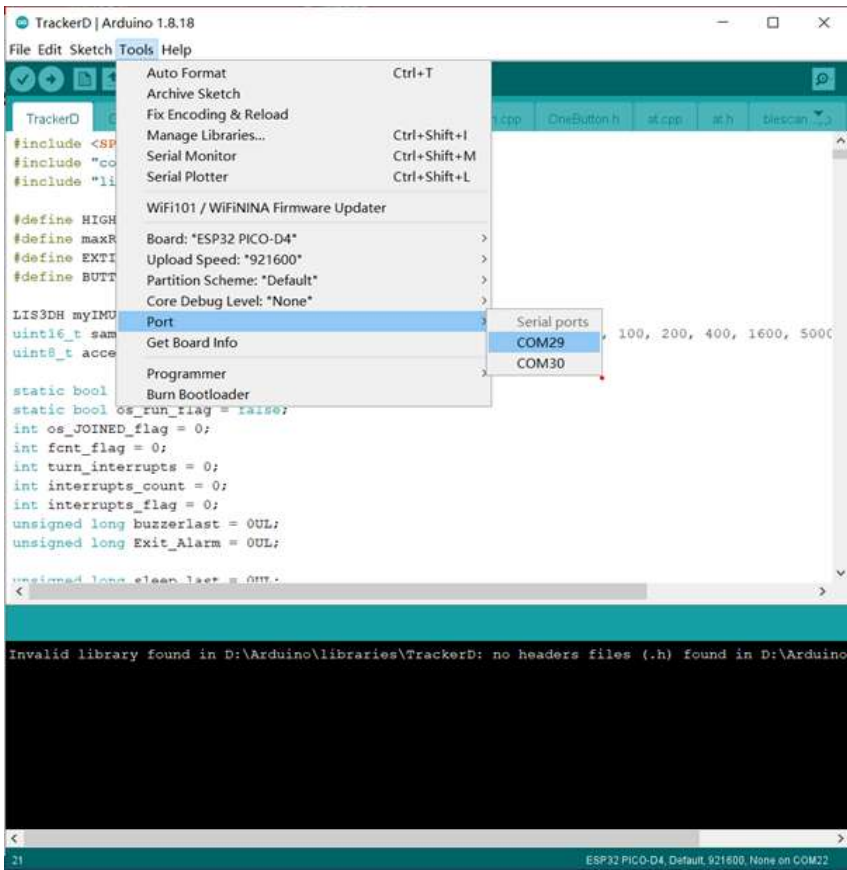 TrackerD | Arduino 1.8.18
File Edit Sketch Tools Help
Auto Format Ctrl+T
Archive Sketch
Fix Encoding & Reload
Manage Libraries... Ctrl+Shift+I
Serial Monitor Ctrl+Shift+M
Serial Plotter Ctrl+Shift+L
WiFi101 / WiFiNINA Firmware Updater
Board: "ESP32 PICO-D4"
Upload Speed: "921600"
Partition Scheme: "Default"
Core Debug Level: "None"
Port
Get Board Info
Programmer
Burn Bootloader
Serial ports
COM29
COM30
TrackerD OneButton.h at.cpp at.h
#include <SP
#include "co
#include "li
#define HIGH
#define maxR
#define EXTI
#define BUTT
LIS3DH myIMU
uint16_t sam , 100, 200, 400, 1600, 5000
uint8_t acce
static bool
static bool os_run_flag = false;
int os_JOINED_flag = 0;
int fcnt_flag = 0;
int turn_interrupts = 0;
int interrupts_count = 0;
int interrupts_flag = 0;
unsigned long buzzerlast = 0UL;
unsigned long Exit_Alarm = 0UL;
unsigned long sleep_last = 0UL;
Invalid library found in D:\Arduino\libraries\TrackerD: no headers files (.h) found in D:\Arduino
21 ESP32 PICO-D4, Default, 921600, None on COM22